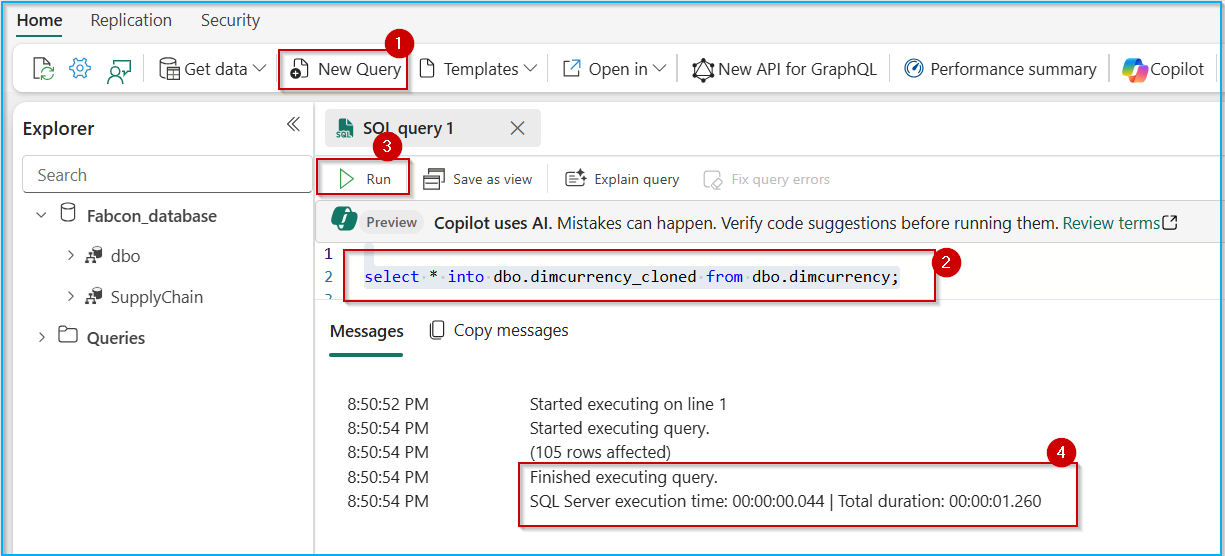 Home Replication Security
1
Get data New Query Templates Open in New API for GraphQL Performance summary Copilot
Explorer
SQL query 1
3
Search
Run Save as view Explain query Fix query errors
Fabcon_database
Preview Copilot uses AI. Mistakes can happen. Verify code suggestions before running them. Review terms
dbo
1
2
2 select * into dbo.dimcurrency_cloned from dbo.dimcurrency;
SupplyChain
Queries
Messages Copy messages
8:50:52 PM Started executing on line 1
8:50:54 PM Started executing query.
8:50:54 PM (105 rows affected)
4
8:50:54 PM Finished executing query.
8:50:54 PM SQL Server execution time: 00:00:00.044 | Total duration: 00:00:01.260